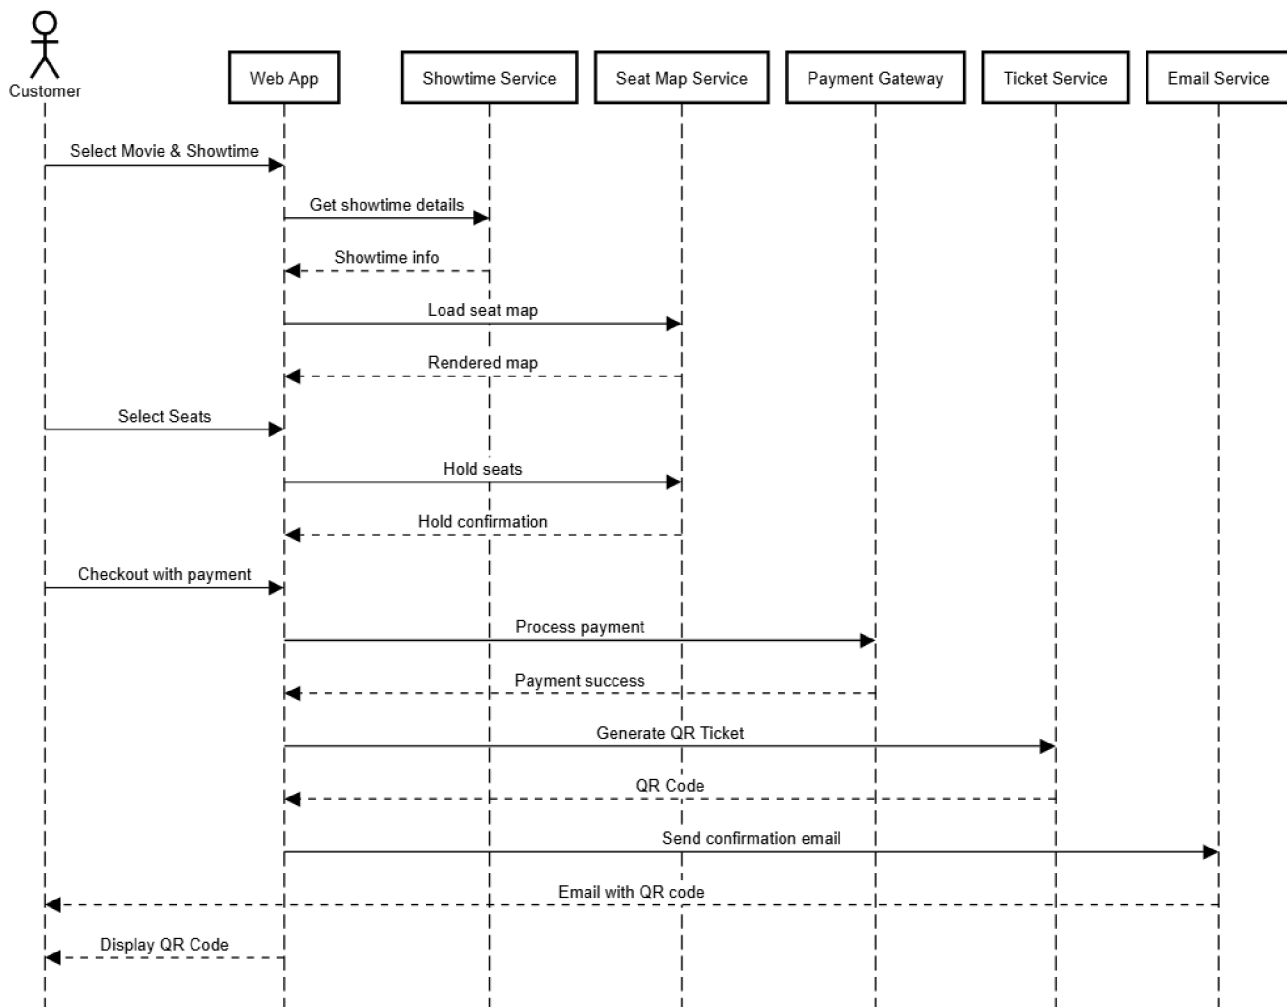 Customer
Web App
Showtime Service
Seat Map Service
Payment Gateway
Ticket Service
Email Service
Select Movie & Showtime
Get showtime details
Showtime info
Load seat map
Rendered map
Select Seats
Hold seats
Hold confirmation
Checkout with payment
Process payment
Payment success
Generate QR Ticket
QR Code
Send confirmation email
Email with QR code
Display QR Code